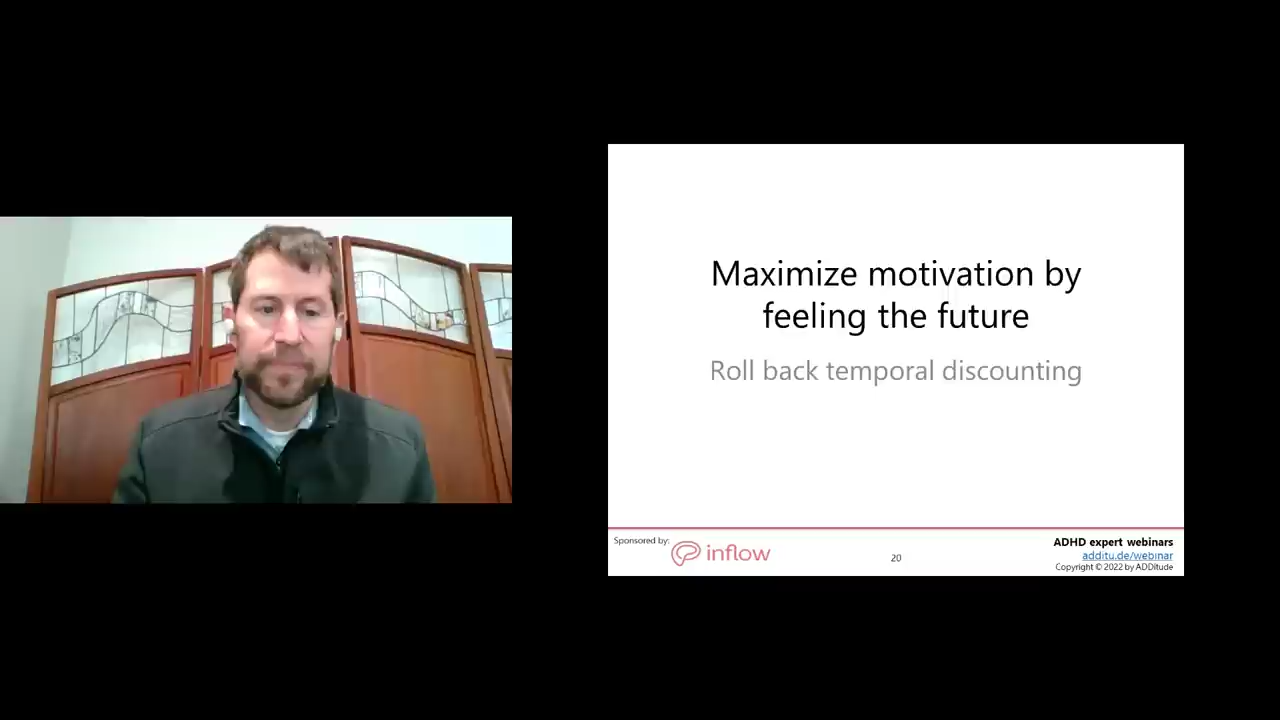 Maximize motivation by
feeling the future
Roll back temporal discounting
Sponsored by:
inflow
20
ADHD expert webinars
additu.de/webinar
Copyright © 2022 by ADDitude